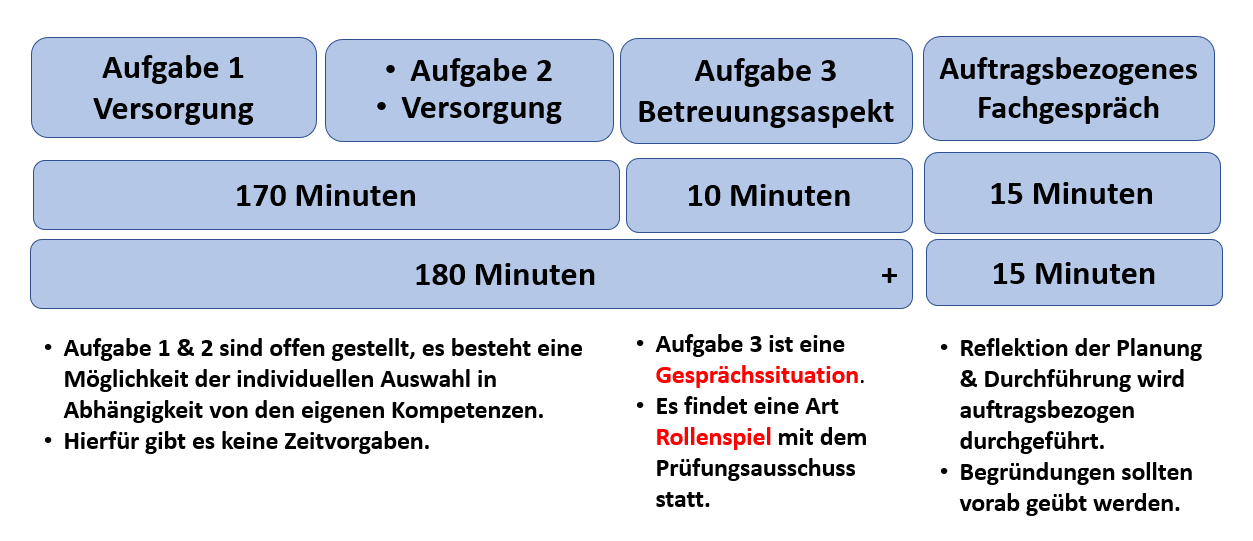 Aufgabe 1
Versorgung
• Aufgabe 2
• Versorgung
Aufgabe 3
Betreuungsaspekt
Auftragsbezogenes
Fachgespräch
170 Minuten
10 Minuten
15 Minuten
180 Minuten +
15 Minuten
• Aufgabe 1 & 2 sind offen gestellt, es besteht eine
Möglichkeit der individuellen Auswahl in
Abhängigkeit von den eigenen Kompetenzen.
• Hierfür gibt es keine Zeitvorgaben.
• Aufgabe 3 ist eine
Gesprächssituation.
• Es findet eine Art
Rollenspiel mit dem
Prüfungsausschuss
statt.
• Reflektion der Planung
& Durchführung wird
auftragsbezogen
durchgeführt.
• Begründungen sollten
vorab geübt werden.